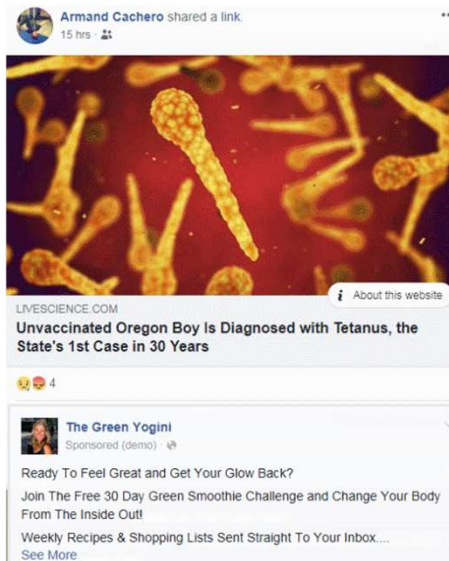 Armand Cachero shared a link.
15 hrs ·
i About this website
LIVESCIENCE.COM
Unvaccinated Oregon Boy Is Diagnosed with Tetanus, the
State's 1st Case in 30 Years
4
The Green Yogini
Sponsored (demo) ·
Ready To Feel Great and Get Your Glow Back?
Join The Free 30 Day Green Smoothie Challenge and Change Your Body
From The Inside Out!
Weekly Recipes & Shopping Lists Sent Straight To Your Inbox....
See More